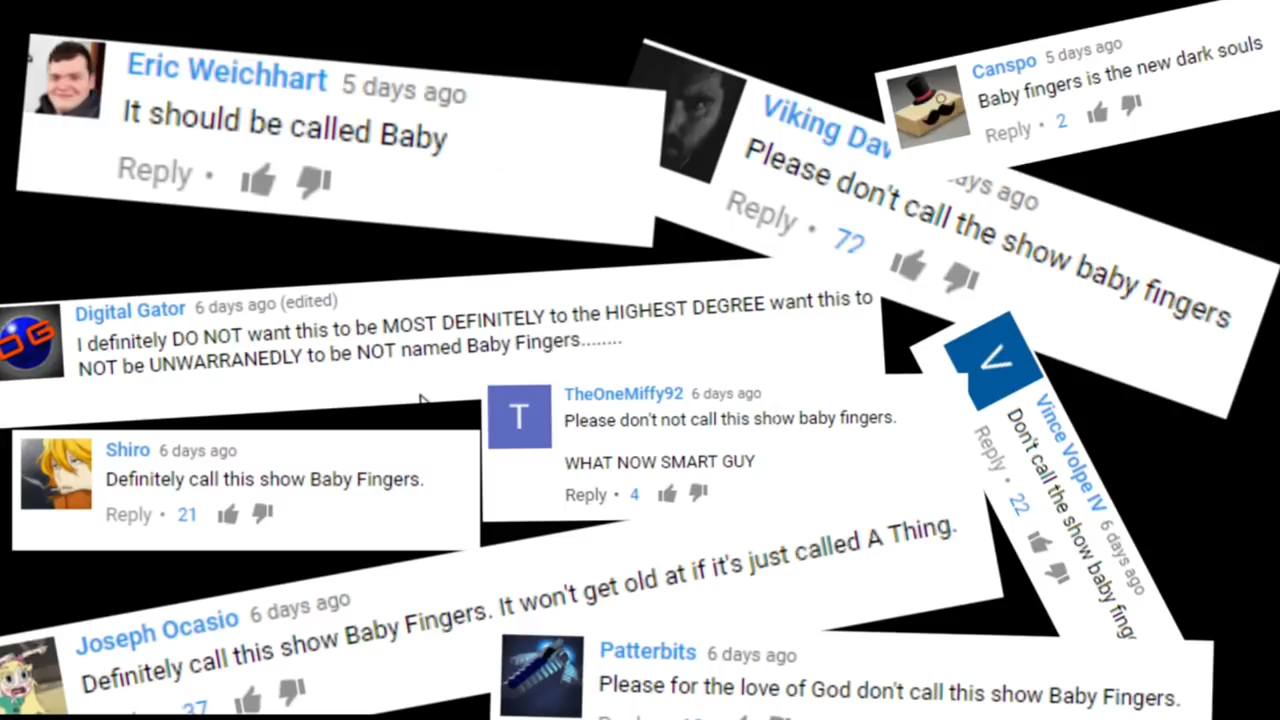 Eric Weichhart 5 days ago
It should be called Baby
Reply
Viking
days ago
Please don't call the show baby fingers
Reply 72
Canspo 5 days ago
Baby fingers is the new dark souls
Reply 2
Digital Gator 6 days ago (edited)
I definitely DO NOT want this to be MOST DEFINITELY to the HIGHEST DEGREE want this to
NOT be UNWARRANEDLY to be NOT named Baby Fingers........
DG
Shiro 6 days ago
Definitely call this show Baby Fingers.
Reply 21
T
TheOneMiffy92 6 days ago
Please don't not call this show baby fingers.
WHAT NOW SMART GUY
Reply 4
V
Vince Volpe IV 6 days ago
Don't call the show baby fing
Reply 22
Joseph Ocasio 6 days ago
Definitely call this show Baby Fingers. It won't get old at if it's just called A Thing.
37
Patterbits 6 days ago
Please for the love of God don't call this show Baby Fingers.